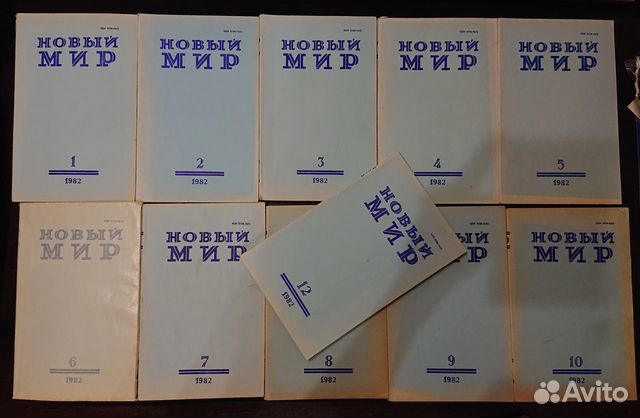 НОВЫЙ
МИР
1
1982
НОВЫЙ
МИР
2
1982
НОВЫЙ
МИР
3
1982
НОВЫЙ
МИР
4
1982
НОВЫЙ
МИР
5
1982
НОВЫЙ
МИР
6
1982
НОВЫЙ
МИР
7
1982
8
1982
НОВЫЙ
МИР
12
1982
9
1982
НОВЫЙ
МИР
10
1982
Avito